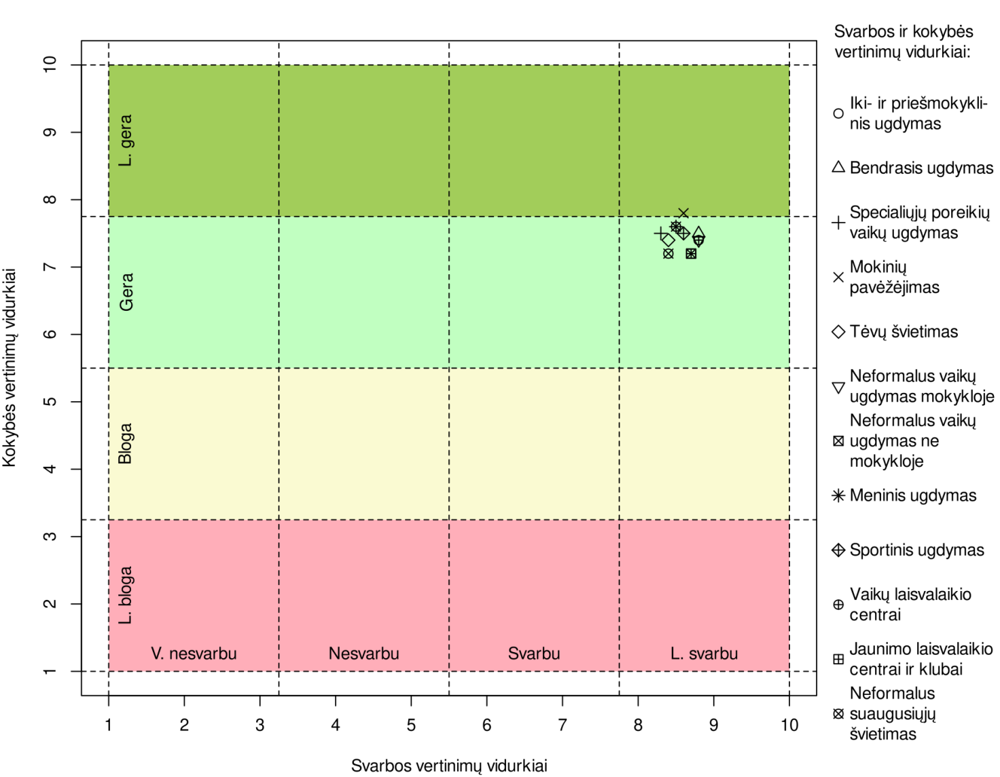 Svarbos ir kokybės
vertinimų vidurkiai:
Iki- ir priešmokykli-
nis ugdymas
Bendrasis ugdymas
Specialiųjų poreikių
vaikų ugdymas
Mokinių
pavėžėjimas
Tėvų švietimas
Neformalus vaikų
ugdymas mokykloje
Neformalus vaikų
ugdymas ne
mokykloje
Meninis ugdymas
Sportinis ugdymas
Vaikų laisvalaikio
centrai
Jaunimo laisvalaikio
centrai ir klubai
Neformalus
suaugusiųjų
švietimas
Kokybės vertinimų vidurkiai
10
9
8
7
6
5
4
3
2
1
L. gera
Gera
Bloga
L. bloga
V. nesvarbu
Nesvarbu
Svarbu
L. svarbu
1 2 3 4 5 6 7 8 9 10
Svarbos vertinimų vidurkiai